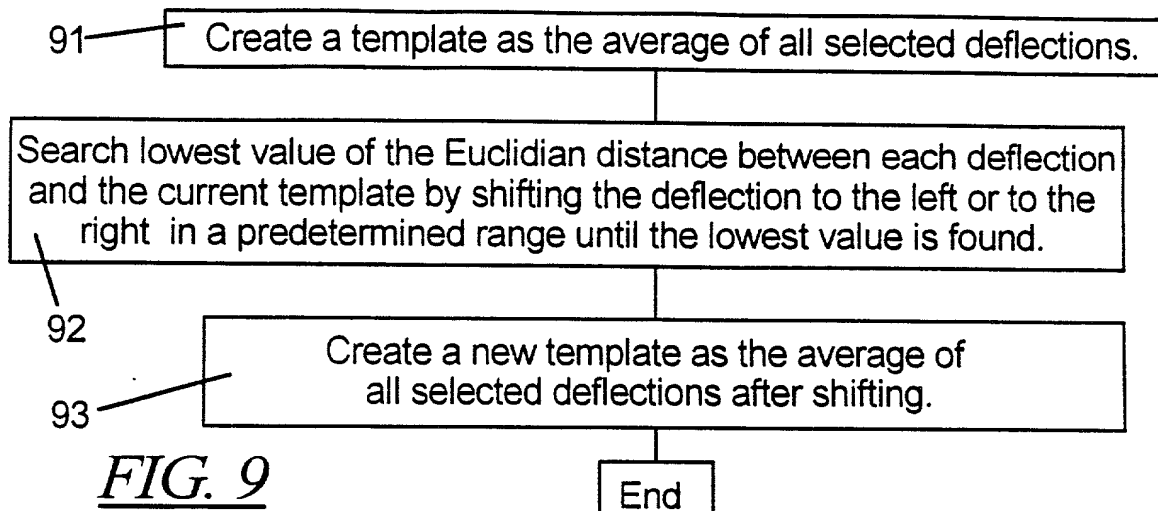 91
Create a template as the average of all selected deflections.
Search lowest value of the Euclidian distance between each deflection
and the current template by shifting the deflection to the left or to the
right in a predetermined range until the lowest value is found.
92
Create a new template as the average of
all selected deflections after shifting.
93
FIG. 9
End